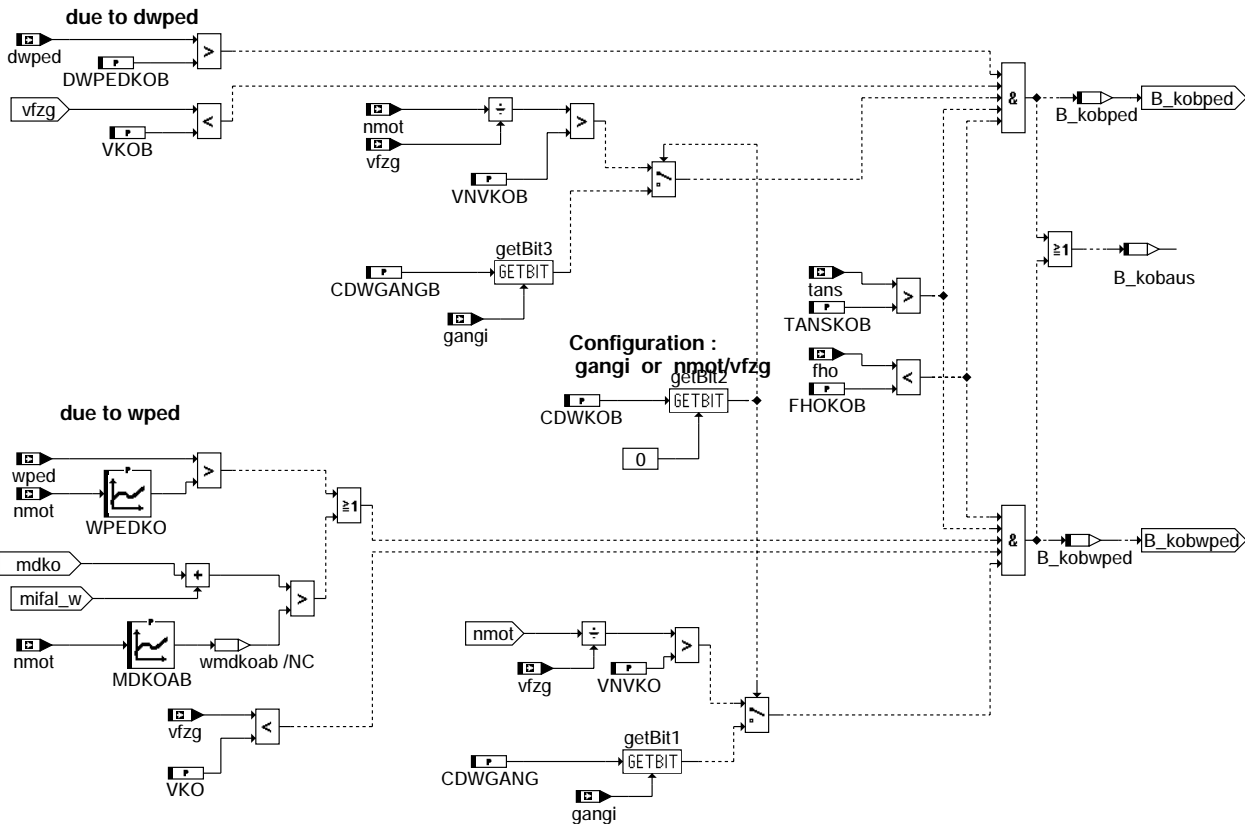 due to dwped
dwped
>
P
DWPEDKOB
vfzg
<
P
VKOB
nmot
÷
>
vfzg
P
VNVKOB
&
B_kobped
B_kobped
getBit3
P
GETBIT
CDWGANGB
gangi
≥1
B_kobaus
tans
>
P
TANSKOB
fho
<
P
FHOKOB
Configuration :
gangi or nmot/vfzg
getBit2
P
GETBIT
CDWKOB
0
due to wped
wped
>
nmot
P
WPEDKO
≥1
mdko
+
mifal_w
>
nmot
P
MDKOAB
wmdkoab /NC
&
B_kobwped
B_kobwped
nmot
÷
>
vfzg
P
VNVKO
vfzg
<
P
VKO
getBit1
P
GETBIT
CDWGANG
gangi